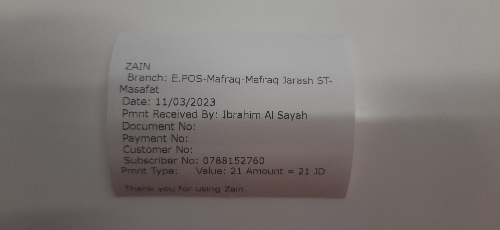 ZAIN
Branch: E.POS-Mafraq-Mafraq Jarash ST-
Masafat
Date: 11/03/2023
Pmnt Received By: Ibrahim Al Sayah
Document No:
Payment No:
Customer No:
Subscriber No: 0788152760
Pmnt Type: Value: 21 Amount = 21 JD
Thank you for using Zain